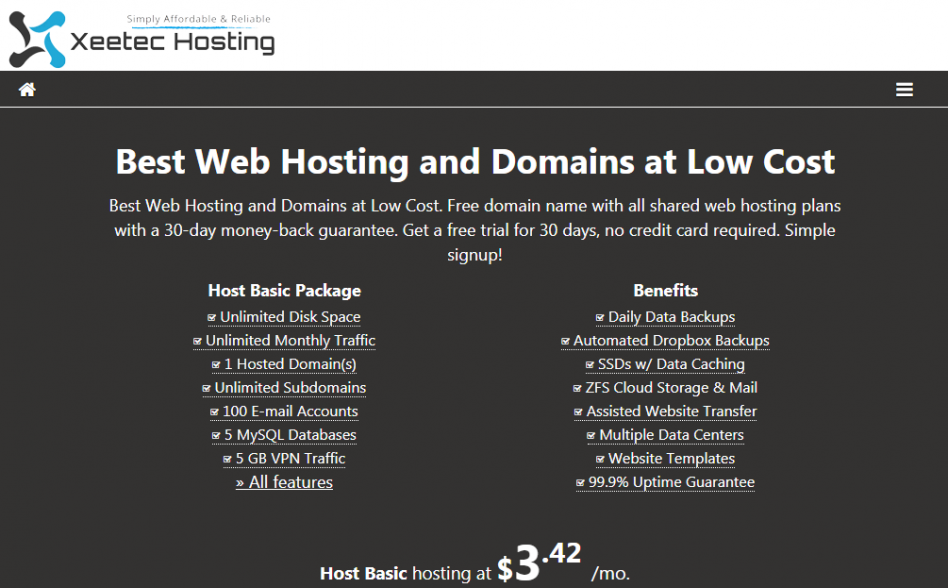 Simply Affordable & Reliable
Xeetec Hosting
Best Web Hosting and Domains at Low Cost
Best Web Hosting and Domains at Low Cost. Free domain name with all shared web hosting plans
with a 30-day money-back guarantee. Get a free trial for 30 days, no credit card required. Simple
signup!
Host Basic Package
Unlimited Disk Space
Unlimited Monthly Traffic
1 Hosted Domain(s)
Unlimited Subdomains
100 E-mail Accounts
5 MySQL Databases
5 GB VPN Traffic
» All features
Benefits
Daily Data Backups
Automated Dropbox Backups
SSDs w/ Data Caching
ZFS Cloud Storage & Mail
Assisted Website Transfer
Multiple Data Centers
Website Templates
99.9% Uptime Guarantee
Host Basic hosting at $3.42 /mo.